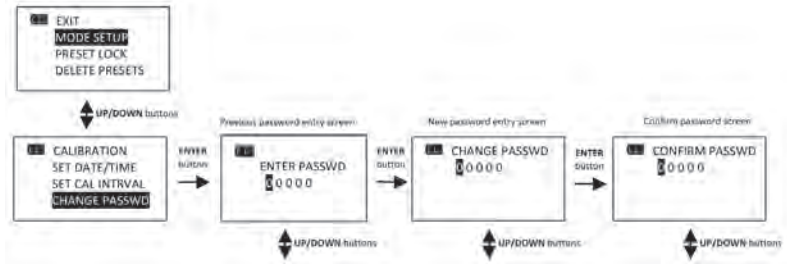 EXIT
MODE SETUP
PRESET LOCK
DELETE PRESETS
UP/DOWN buttons
Previous password entry screen
New password entry screen
Confirm password screen
CALIBRATION
SET DATE/TIME
SET CAL INTRVAL
CHANGE PASSWD
ENTER
button
ENTER PASSWD
00000
ENTER
button
CHANGE PASSWD
00000
ENTER
button
CONFIRM PASSWD
00000
UP/DOWN buttons
UP/DOWN buttons
UP/DOWN buttons